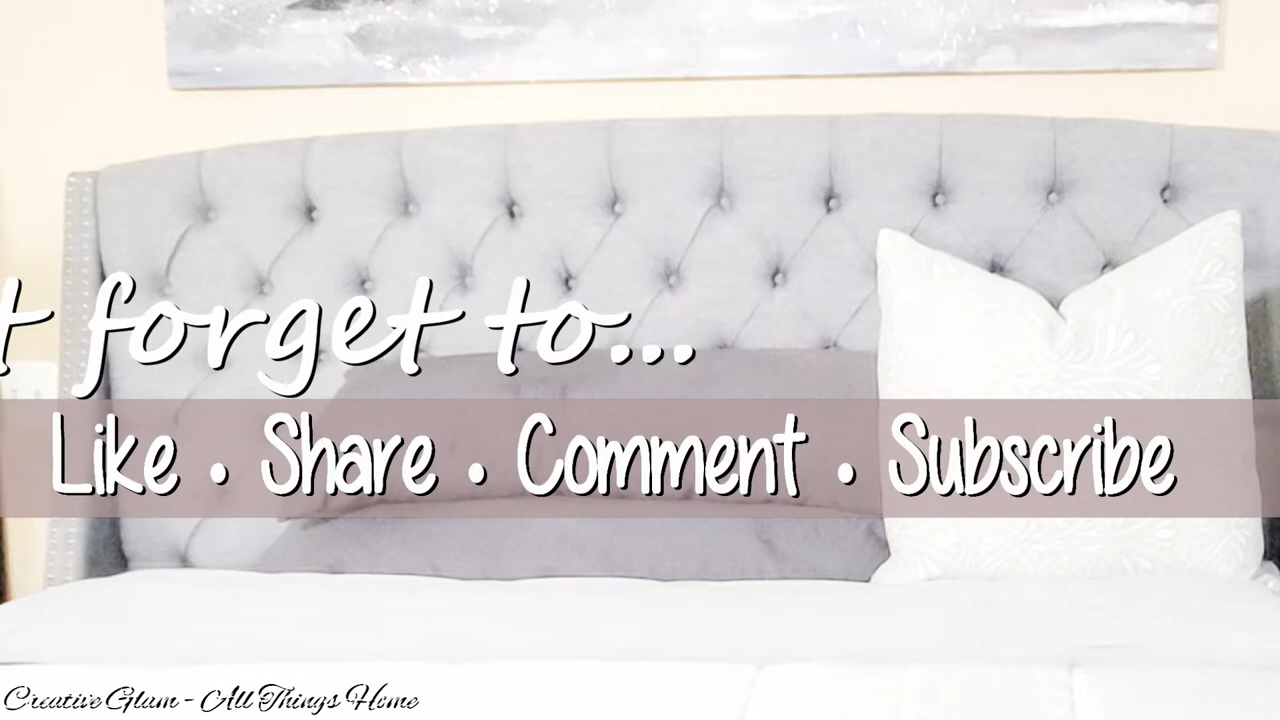 t forget to...
Like • Share • Comment • Subscribe
Creative Glam - All Things Home